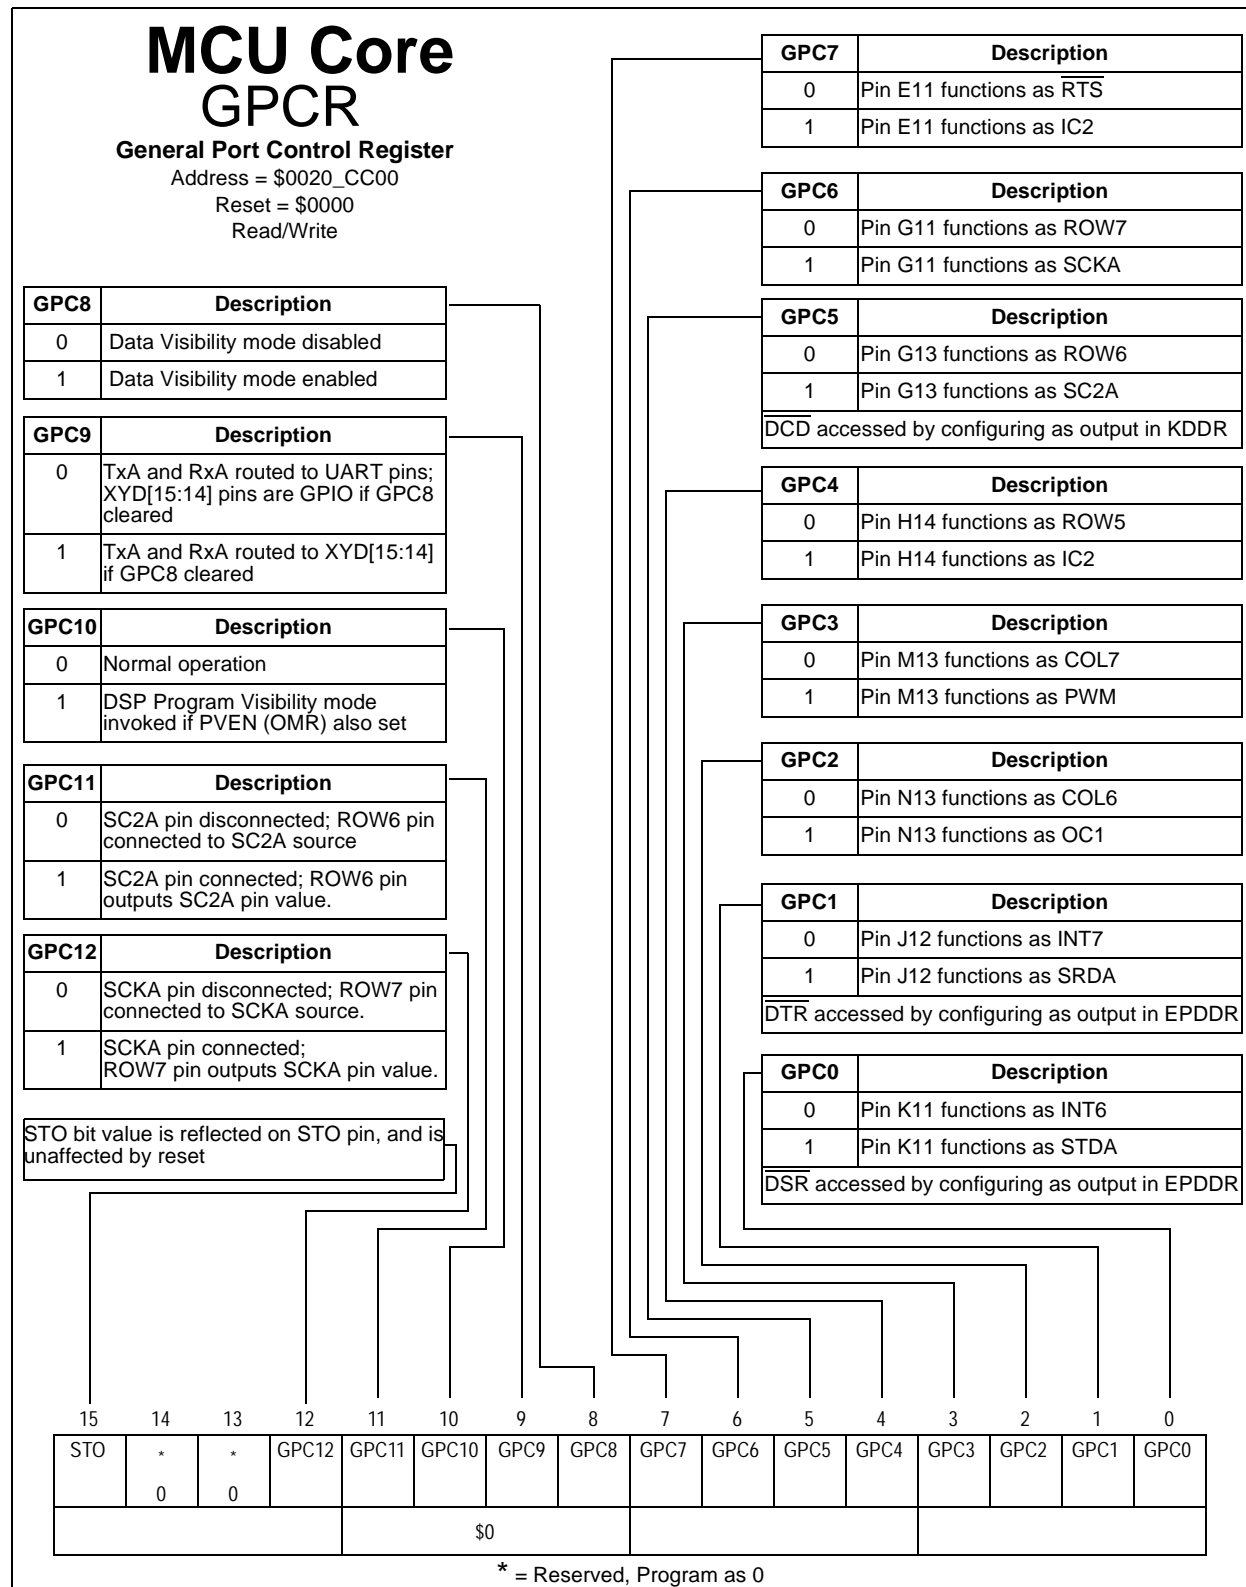 MCU Core
GPCR
General Port Control Register
Address = $0020_CC00
Reset = $0000
Read/Write
GPC8 Description
0 Data Visibility mode disabled
1 Data Visibility mode enabled
GPC9 Description
0 TxA and RxA routed to UART pins;
XYD[15:14] pins are GPIO if GPC8
cleared
1 TxA and RxA routed to XYD[15:14]
if GPC8 cleared
GPC10 Description
0 Normal operation
1 DSP Program Visibility mode
invoked if PVEN (OMR) also set
GPC11 Description
0 SC2A pin disconnected; ROW6 pin
connected to SC2A source
1 SC2A pin connected; ROW6 pin
outputs SC2A pin value.
GPC12 Description
0 SCKA pin disconnected; ROW7 pin
connected to SCKA source.
1 SCKA pin connected;
ROW7 pin outputs SCKA pin value.
STO bit value is reflected on STO pin, and is
unaffected by reset
GPC7 Description
0 Pin E11 functions as RTS
1 Pin E11 functions as IC2
GPC6 Description
0 Pin G11 functions as ROW7
1 Pin G11 functions as SCKA
GPC5 Description
0 Pin G13 functions as ROW6
1 Pin G13 functions as SC2A
DCD accessed by configuring as output in KDDR
GPC4 Description
0 Pin H14 functions as ROW5
1 Pin H14 functions as IC2
GPC3 Description
0 Pin M13 functions as COL7
1 Pin M13 functions as PWM
GPC2 Description
0 Pin N13 functions as COL6
1 Pin N13 functions as OC1
GPC1 Description
0 Pin J12 functions as INT7
1 Pin J12 functions as SRDA
DTR accessed by configuring as output in EPDDR
GPC0 Description
0 Pin K11 functions as INT6
1 Pin K11 functions as STDA
DSR accessed by configuring as output in EPDDR
15 14 13 12 11 10 9 8 7 6 5 4 3 2 1 0
STO * * GPC12 GPC11 GPC10 GPC9 GPC8 GPC7 GPC6 GPC5 GPC4 GPC3 GPC2 GPC1 GPC0
0 0
$0
* = Reserved, Program as 0